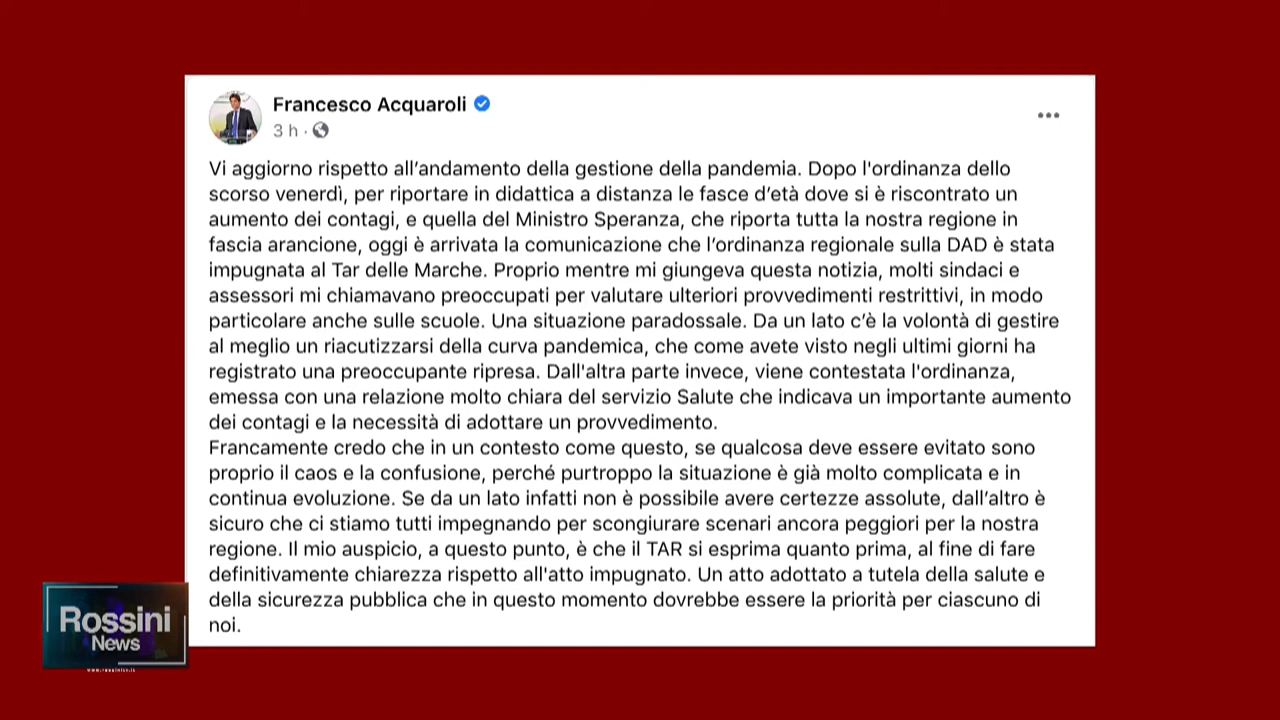 Francesco Acquaroli
3 h ·
Vi aggiorno rispetto all’andamento della gestione della pandemia. Dopo l'ordinanza dello
scorso venerdì, per riportare in didattica a distanza le fasce d’età dove si è riscontrato un
aumento dei contagi, e quella del Ministro Speranza, che riporta tutta la nostra regione in
fascia arancione, oggi è arrivata la comunicazione che l’ordinanza regionale sulla DAD è stata
impugnata al Tar delle Marche. Proprio mentre mi giungeva questa notizia, molti sindaci e
assessori mi chiamavano preoccupati per valutare ulteriori provvedimenti restrittivi, in modo
particolare anche sulle scuole. Una situazione paradossale. Da un lato c’è la volontà di gestire
al meglio un riacutizzarsi della curva pandemica, che come avete visto negli ultimi giorni ha
registrato una preoccupante ripresa. Dall'altra parte invece, viene contestata l'ordinanza,
emessa con una relazione molto chiara del servizio Salute che indicava un importante aumento
dei contagi e la necessità di adottare un provvedimento.
Francamente credo che in un contesto come questo, se qualcosa deve essere evitato sono
proprio il caos e la confusione, perché purtroppo la situazione è già molto complicata e in
continua evoluzione. Se da un lato infatti non è possibile avere certezze assolute, dall’altro è
sicuro che ci stiamo tutti impegnando per scongiurare scenari ancora peggiori per la nostra
regione. Il mio auspicio, a questo punto, è che il TAR si esprima quanto prima, al fine di fare
definitivamente chiarezza rispetto all'atto impugnato. Un atto adottato a tutela della salute e
della sicurezza pubblica che in questo momento dovrebbe essere la priorità per ciascuno di
noi.
Rossini
News